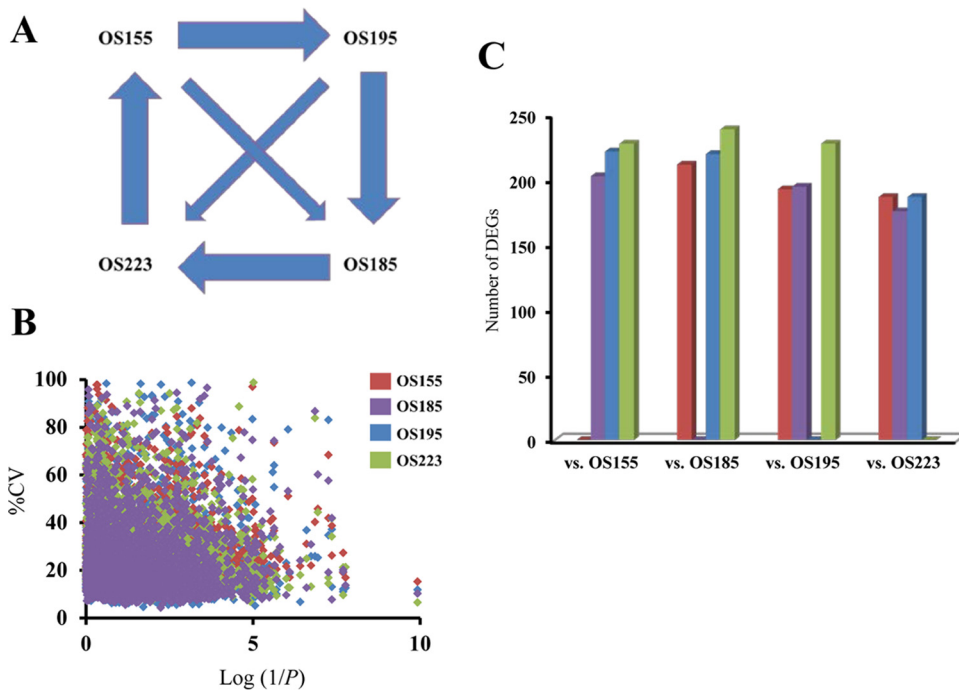 A
OS155
OS195
OS223
OS185
B
%CV
100
80
60
40
20
0
0
5
10
Log (1/P)
OS155
OS185
OS195
OS223
C
Number of DEGs
250
200
150
100
50
0
vs. OS155
vs. OS185
vs. OS195
vs. OS223